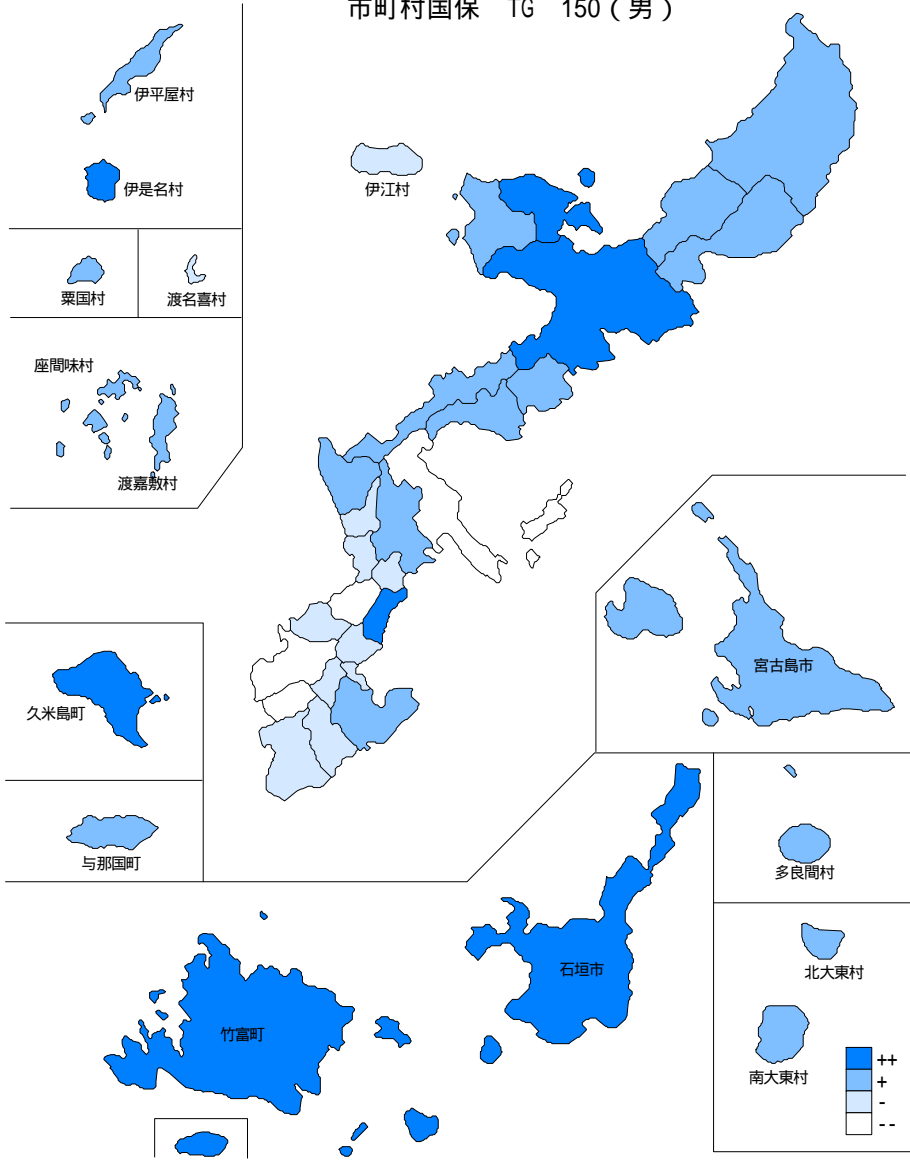 市町村国保　TG　150（男）
伊平屋村
伊是名村
伊江村
粟国村
渡名喜村
座間味村
渡嘉敷村
宮古島市
久米島町
与那国町
多良間村
北大東村
石垣市
竹富町
南大東村
++
+
-
--